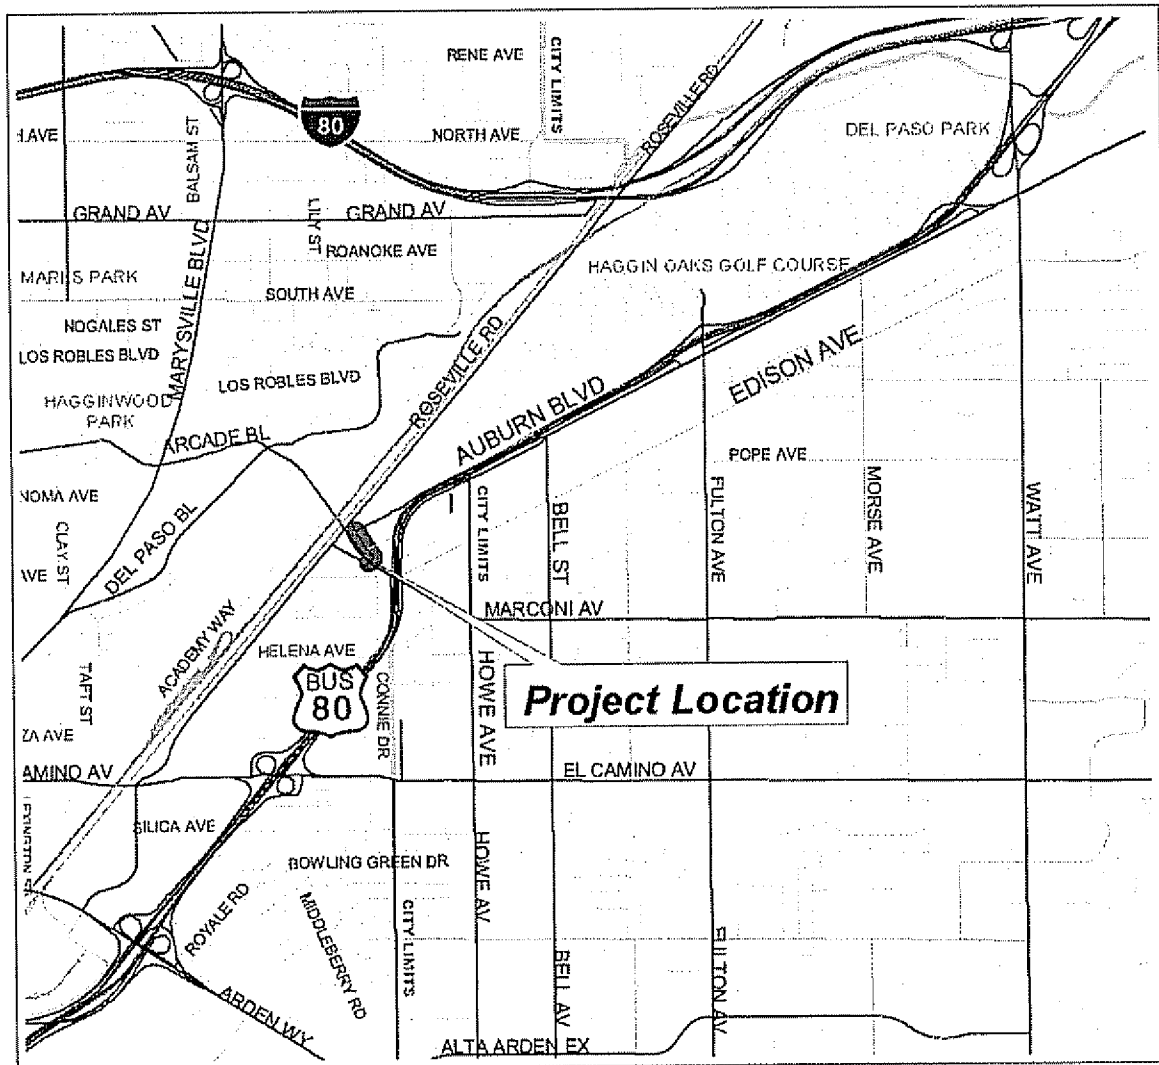 RENE AVE
CITY LIMITS
ROSEVILLE RD
80
NORTH AVE
DEL PASO PARK
H AVE
BALSAM ST
GRAND AV
LILY ST
GRAND AV
ROANOKE AVE
MARYSVILLE BLVD
HAGGIN OAKS GOLF COURSE
PARK
SOUTH AVE
NOGALES ST
LOS ROBLES BLVD
ROSEVILLE RD
LOS ROBLES BLVD
HAGGINWOOD
PARK
EDISON AVE
AUBURN BLVD
ARCADE BL
POPE AVE
NOMA AVE
CITY LIMITS
BELL ST
FULTON AVE
MORSE AVE
WATT AVE
CLAY ST
DEL PASO BL
AVE
MARCONI AV
ACADEMY WAY
HELENA AVE
TAFT ST
BUS
80
CONNIE DR
HOWE AVE
Project Location
ZA AVE
AMINO AV
EL CAMINO AV
SILICA AVE
HOWE AV
BOWLING GREEN DR
ROYALE RD
MIDDLEBERRY RD
CITY LIMITS
BELL AV
FULTON AV
ARDEN WY
ALTA ARDEN EX